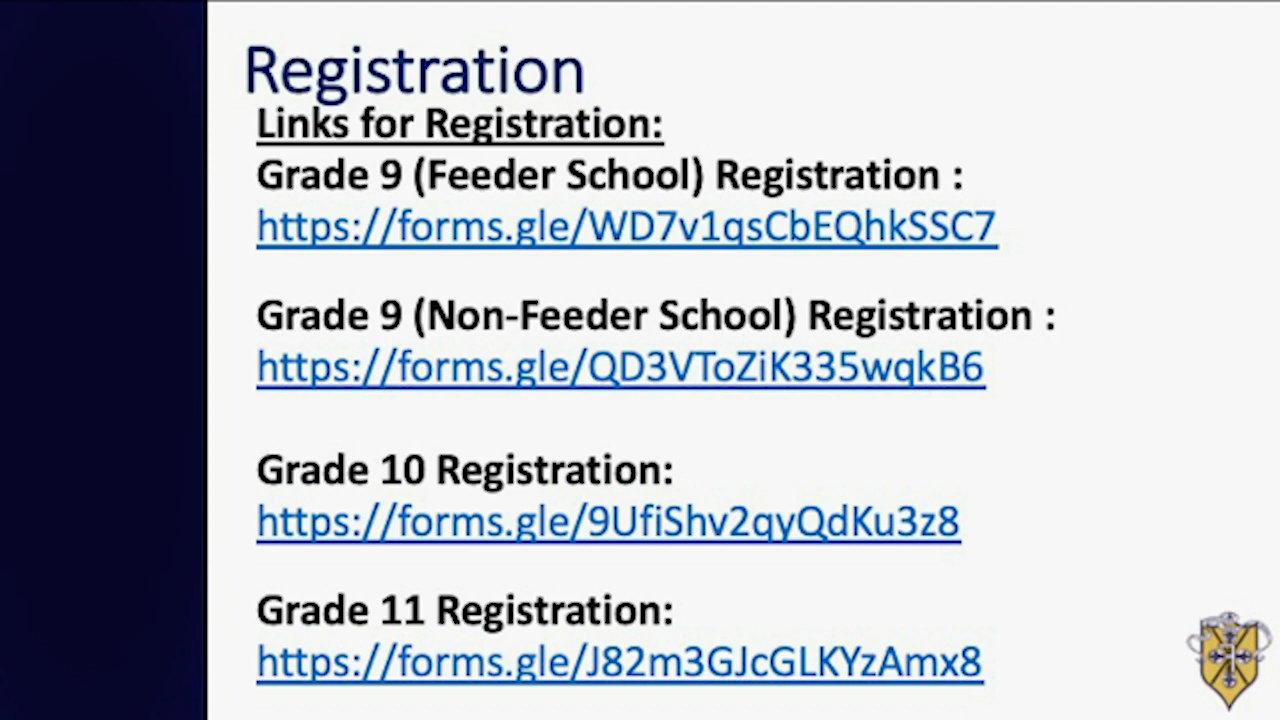 Registration
Links for Registration:
Grade 9 (Feeder School) Registration :
https://forms.gle/WD7v1qsCbEQhkSSC7
Grade 9 (Non-Feeder School) Registration :
https://forms.gle/QD3VToZiK335wqkB6
Grade 10 Registration:
https://forms.gle/9UfiShv2qyQdKu3z8
Grade 11 Registration:
https://forms.gle/J82m3GJcGLKYzAmx8